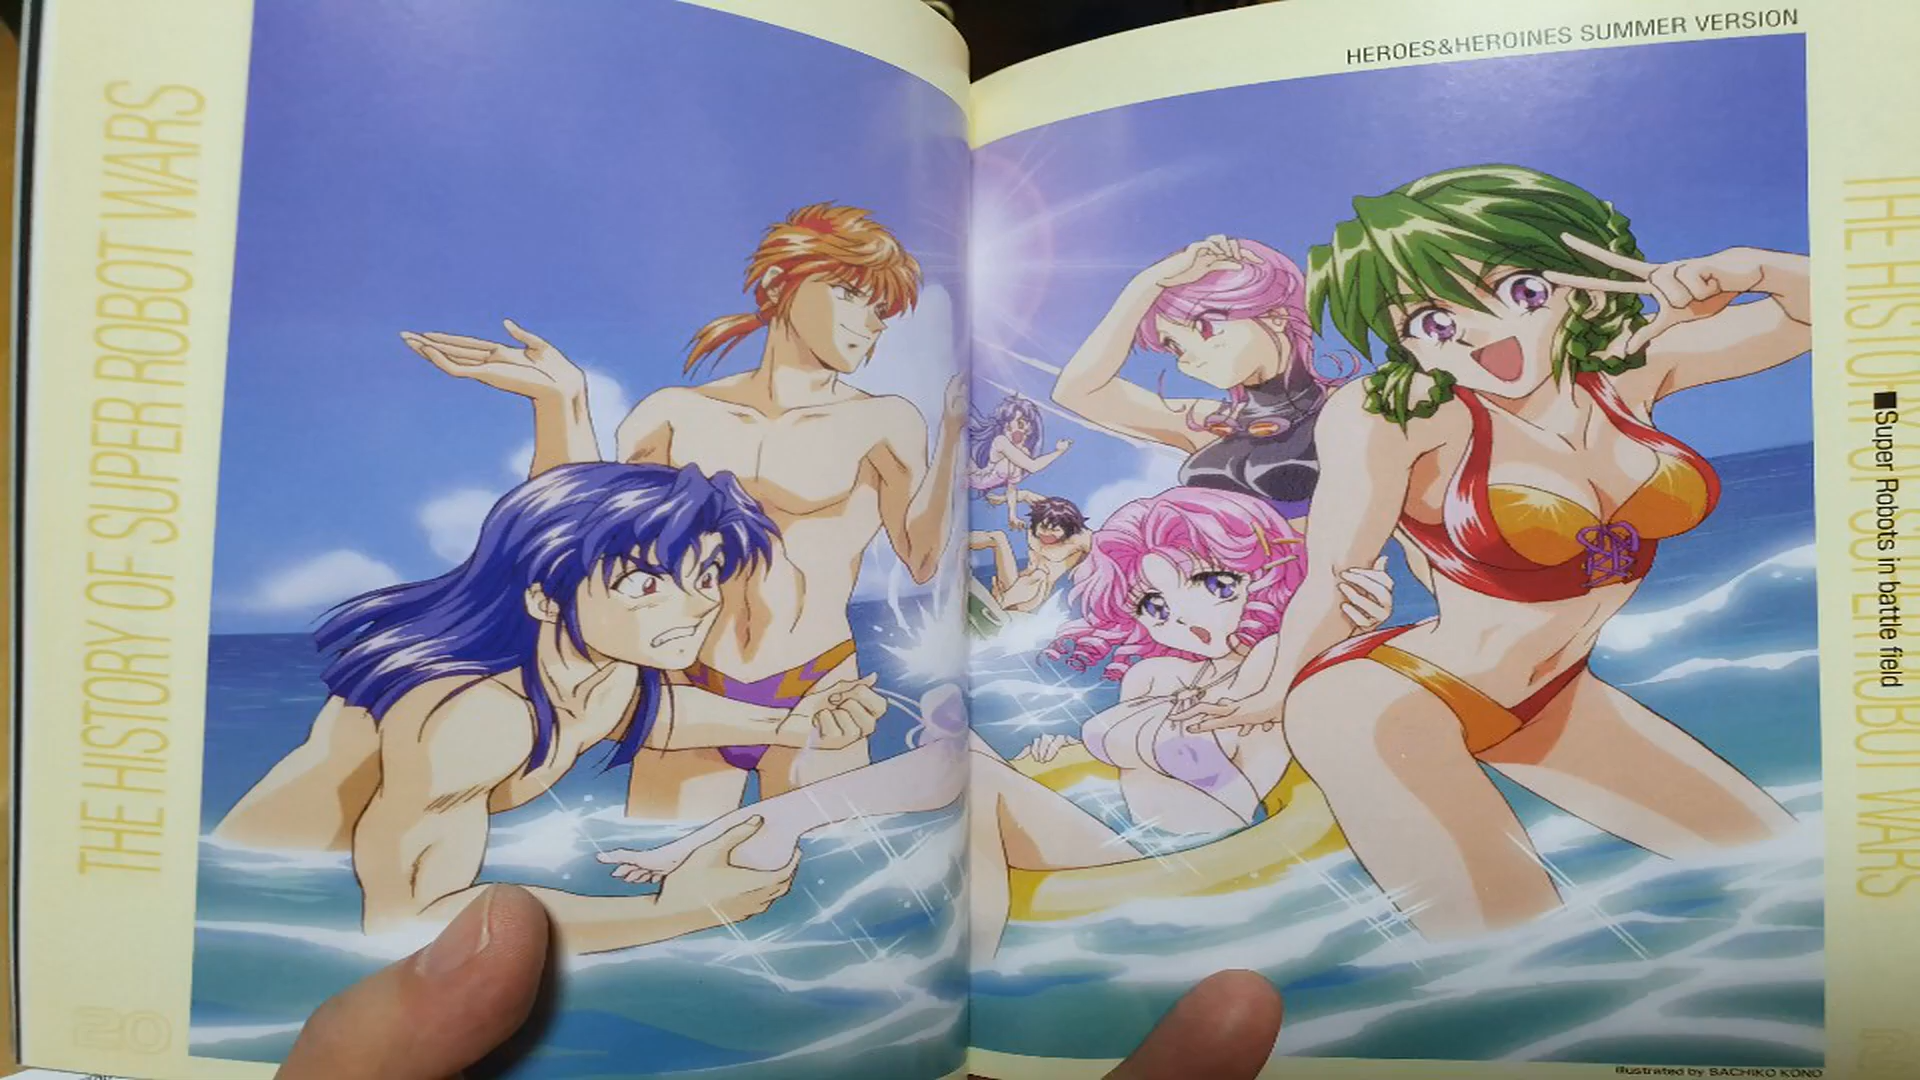 THE HISTORY OF SUPER ROBOT WARS
20
HEROES&HEROINES SUMMER VERSION
THE HISTORY OF SUPER ROBOT WARS
■Super Robots in battle field
Illustrated by SACHIKO KONO